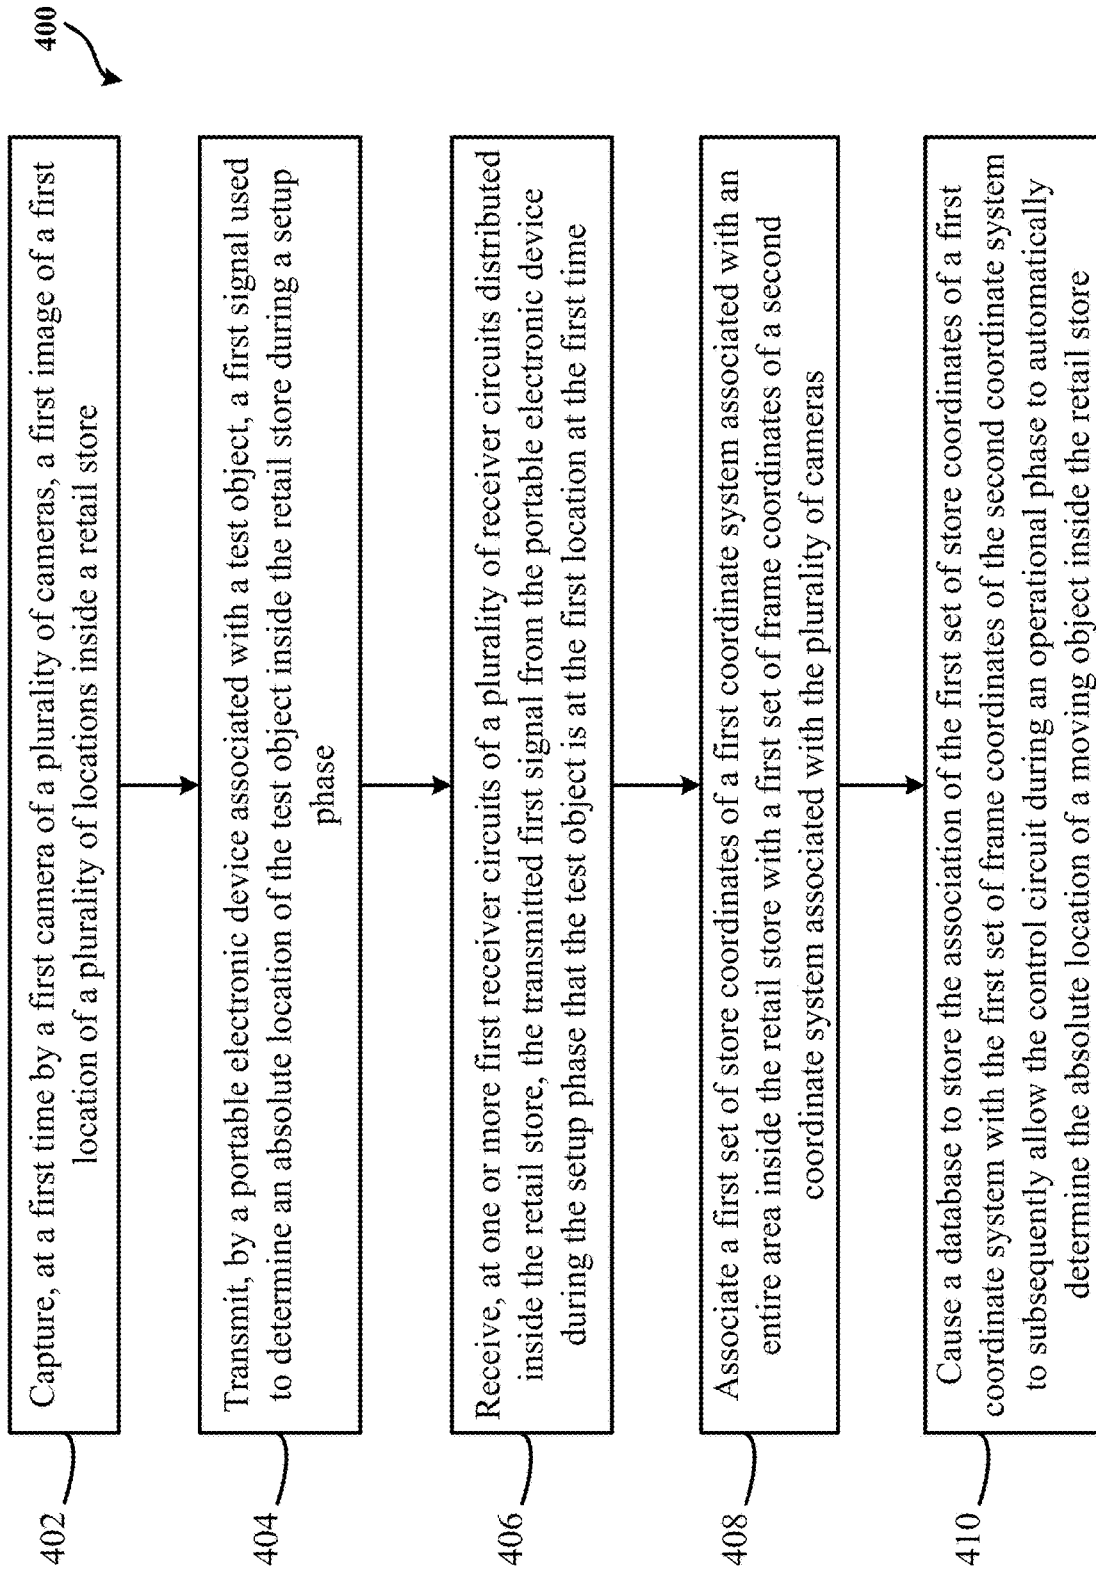 400
402
Capture, at a first time by a first camera of a plurality of cameras, a first image of a first
location of a plurality of locations inside a retail store
404
Transmit, by a portable electronic device associated with a test object, a first signal used
to determine an absolute location of the test object inside the retail store during a setup
phase
406
Receive, at one or more first receiver circuits of a plurality of receiver circuits distributed
inside the retail store, the transmitted first signal from the portable electronic device
during the setup phase that the test object is at the first location at the first time
408
Associate a first set of store coordinates of a first coordinate system associated with an
entire area inside the retail store with a first set of frame coordinates of a second
coordinate system associated with the plurality of cameras
410
Cause a database to store the association of the first set of store coordinates of a first
coordinate system with the first set of frame coordinates of the second coordinate system
to subsequently allow the control circuit during an operational phase to automatically
determine the absolute location of a moving object inside the retail store